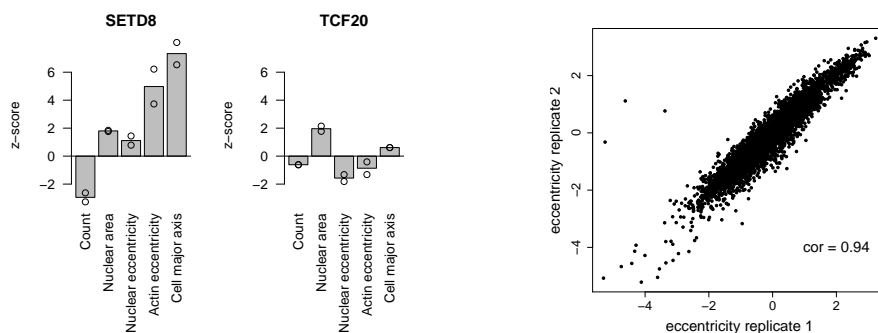 SETD8
z−score
6
4
2
0
−2
Count
Nuclear area
Nuclear eccentricity
Actin eccentricity
Cell major axis
TCF20
z−score
6
4
2
0
−2
Count
Nuclear area
Nuclear eccentricity
Actin eccentricity
Cell major axis
eccentricity replicate 2
2
0
−2
−4
cor = 0.94
−4 −2 0 2
eccentricity replicate 1